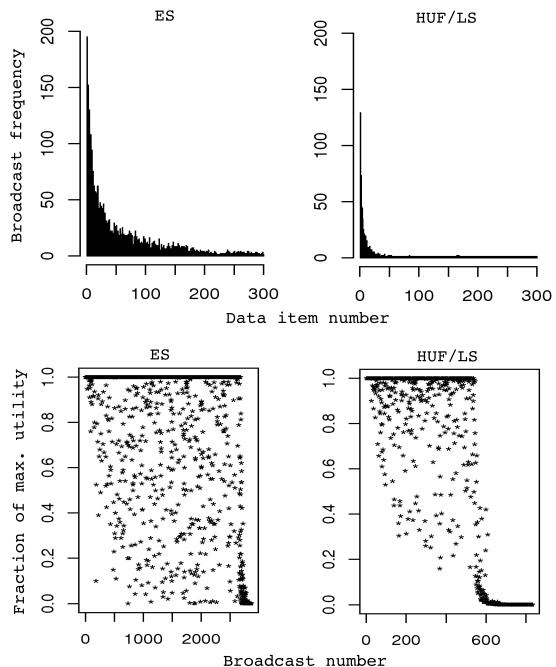 ES
HUF/LS
Broadcast frequency
0 50 100 150 200
0 50 100 150 200
0 100 200 300
0 100 200 300
Data item number
ES
HUF/LS
Fraction of max. utility
0.0 0.2 0.4 0.6 0.8 1.0
0.0 0.2 0.4 0.6 0.8 1.0
0 1000 2000
0 200 600
Broadcast number